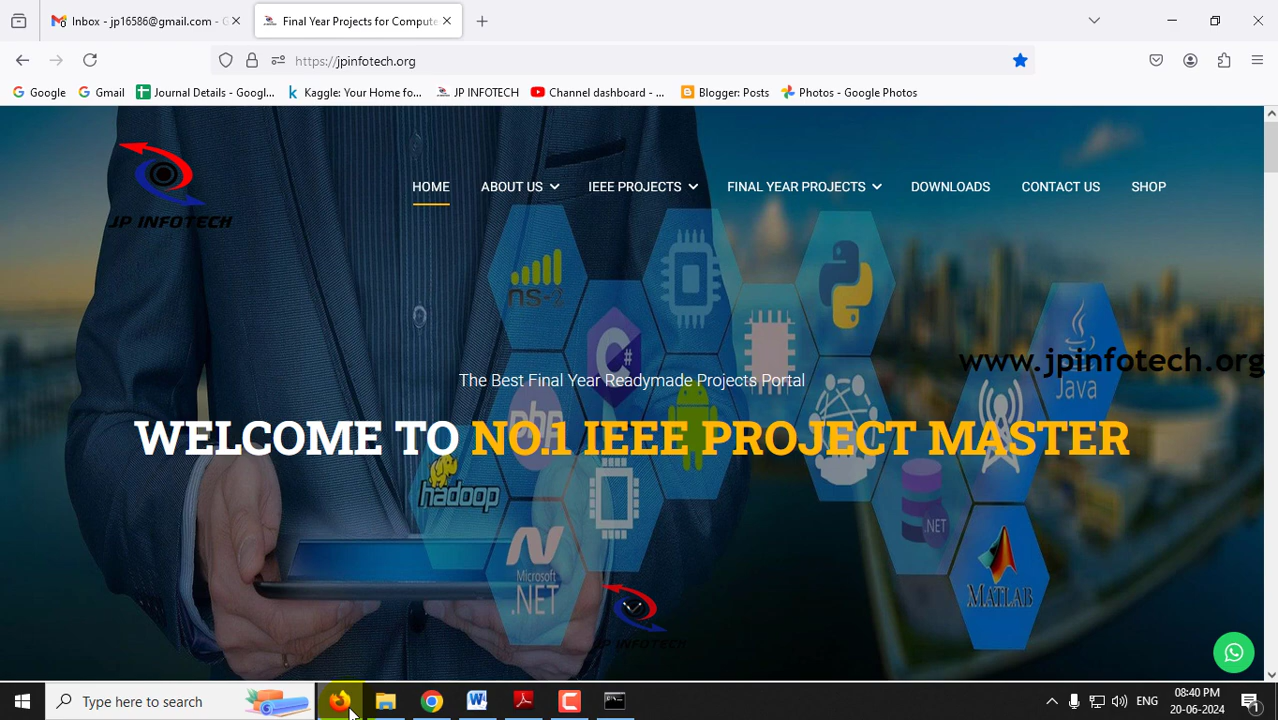 Inbox - jp16586@gmail.com - G
Final Year Projects for Compute
https://jpinfotech.org
Google
Gmail
Journal Details - Googl...
Kaggle: Your Home fo...
JP INFOTECH
Channel dashboard - ...
Blogger: Posts
Photos - Google Photos
JP INFOTECH
HOME
ABOUT US
IEEE PROJECTS
FINAL YEAR PROJECTS
DOWNLOADS
CONTACT US
SHOP
ns-2
C#
www.jpinfotech.org
Java
The Best Final Year Readymade Projects Portal
php
WELCOME TO NO.1 IEEE PROJECT MASTER
hadoop
.NET
Microsoft
.NET
MATLAB
JP INFOTECH
Type here to search
W
ENG
08:40 PM
20-06-2024
1